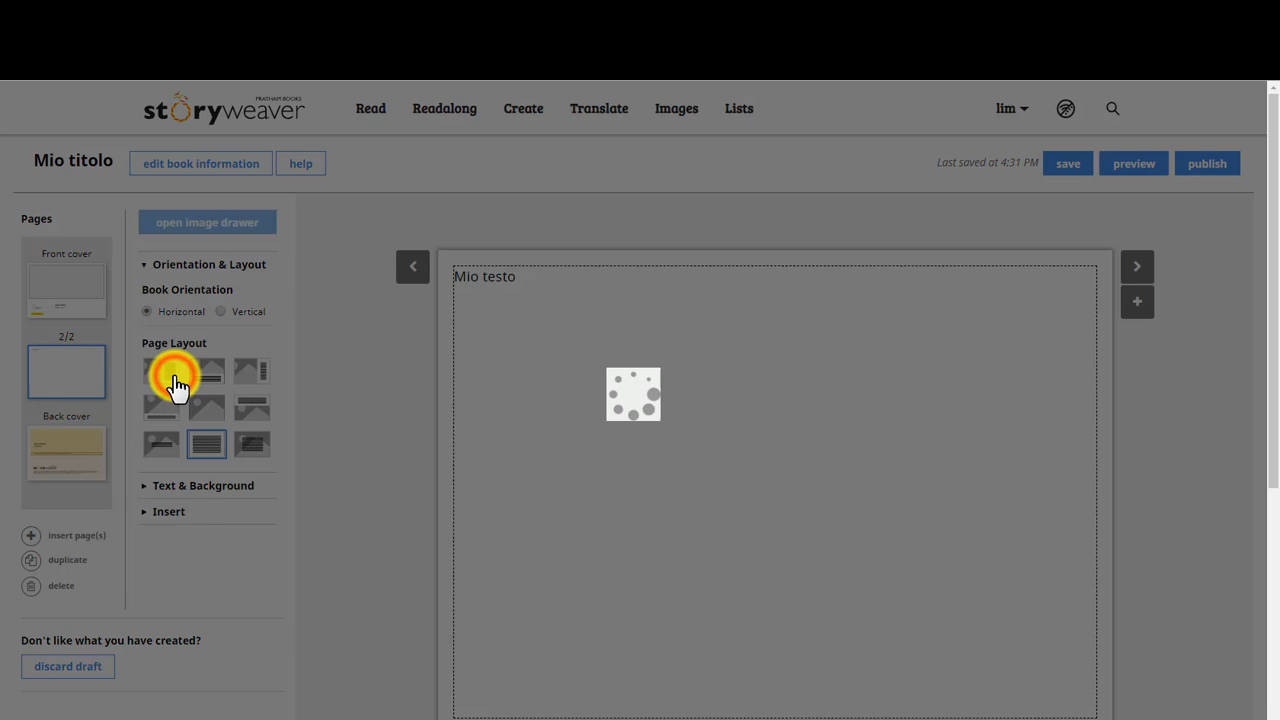 PRATHAM BOOKS
storyweaver
Read
Readalong
Create
Translate
Images
Lists
lim
Mio titolo
edit book information
help
Last saved at 4:31 PM
save
preview
publish
Pages
Front cover
2/2
Back cover
insert page(s)
duplicate
delete
open image drawer
Orientation & Layout
Book Orientation
Horizontal
Vertical
Page Layout
Text & Background
Insert
Mio testo
Don't like what you have created?
discard draft